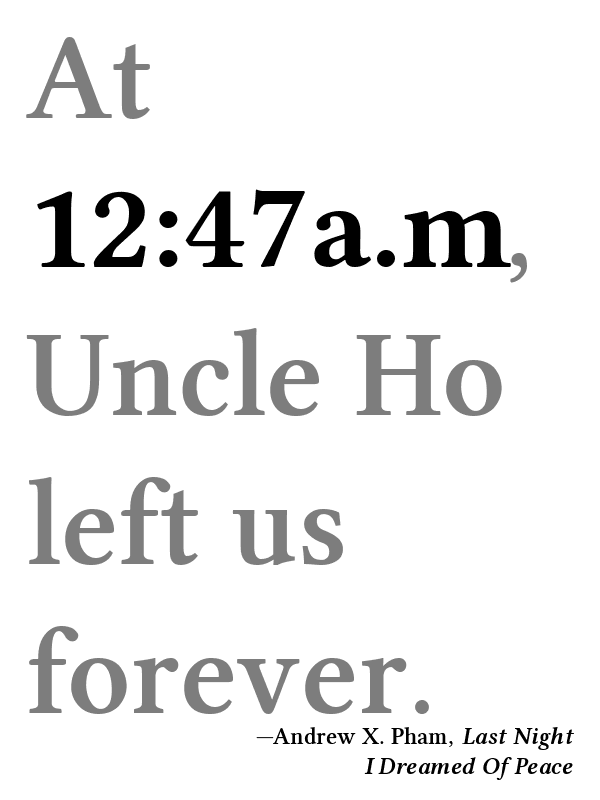 At
12:47a.m,
Uncle Ho
left us
forever.
—Andrew X. Pham, Last Night
I Dreamed Of Peace